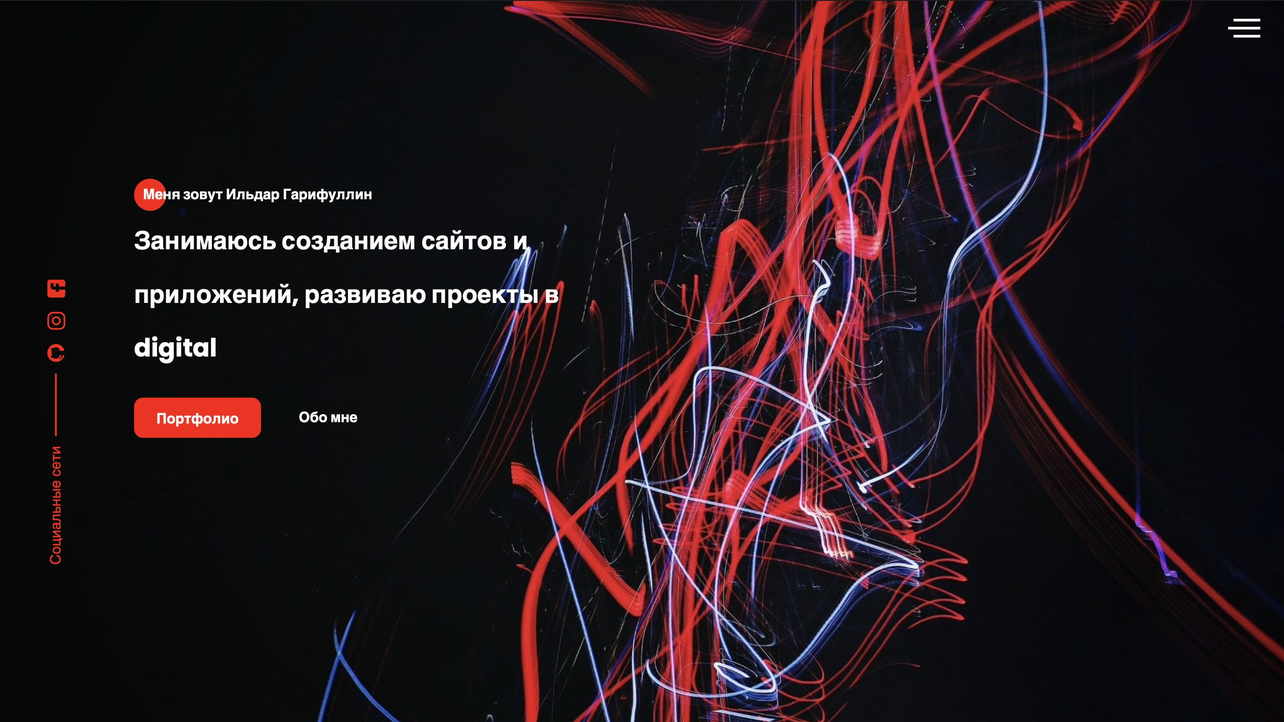 Меня зовут Ильдар Гарифуллин
Занимаюсь созданием сайтов и
приложений, развиваю проекты в
digital
Портфолио
Обо мне
Социальные сети